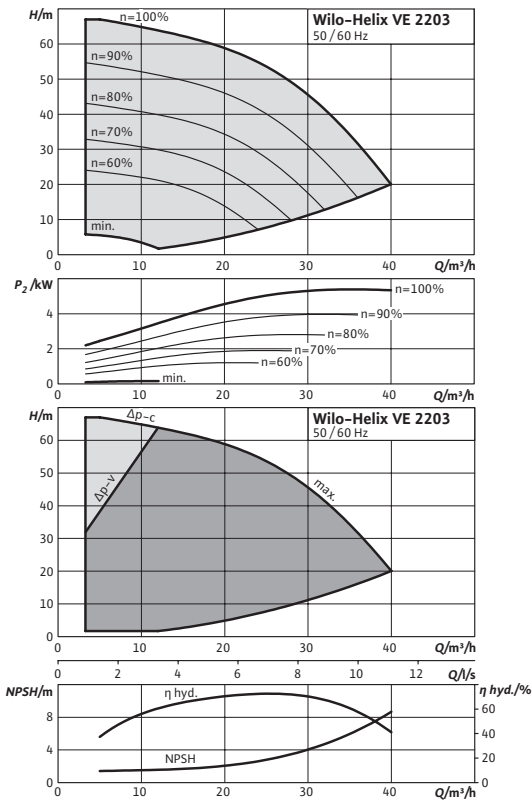 H/m
Wilo-Helix VE 2203
50 / 60 Hz
n=100%
n=90%
n=80%
n=70%
n=60%
min.
60
50
40
30
20
10
0
0 10 20 30 40 Q/m³/h
P₂ /kW
4
2
0
n=100%
n=90%
n=80%
n=70%
n=60%
min.
0 10 20 30 40 Q/m³/h
H/m
Wilo-Helix VE 2203
50 / 60 Hz
Δp-c
Δp-v
max.
60
50
40
30
20
10
0
0 10 20 30 40 Q/m³/h
0 2 4 6 8 10 12 Q/l/s
NPSH/m
η hyd./%
η hyd.
NPSH
8
4
0
60
40
20
0
0 10 20 30 40 Q/m³/h